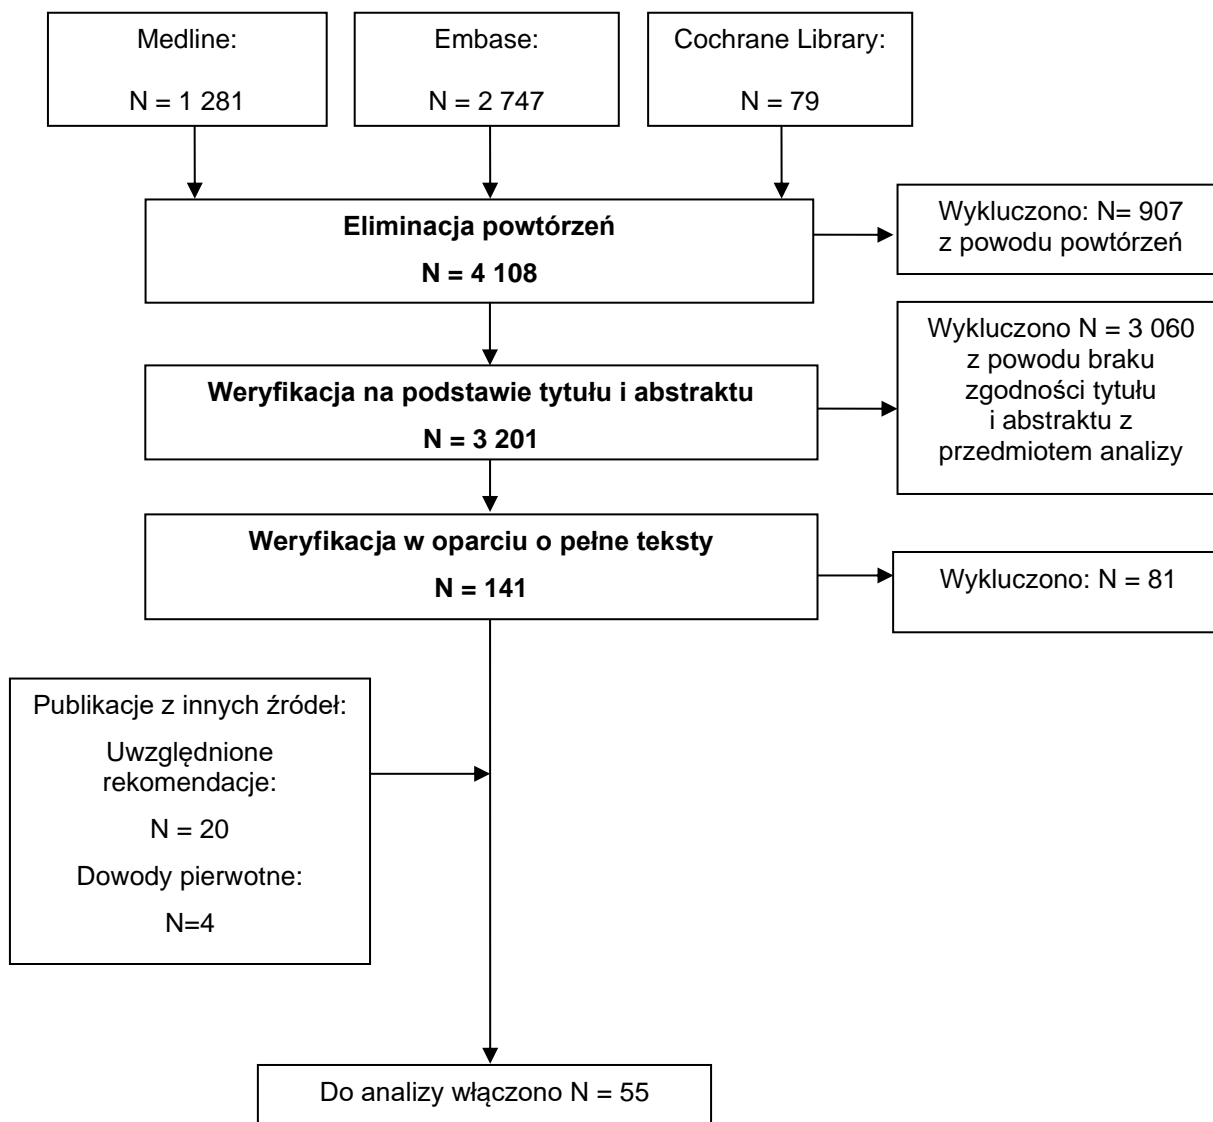 Medline:
N = 1 281
Embase:
N = 2 747
Cochrane Library:
N = 79
Eliminacja powtórzeń
N = 4 108
Wykluczono: N= 907
z powodu powtórzeń
Weryfikacja na podstawie tytułu i abstraktu
N = 3 201
Wykluczono N = 3 060
z powodu braku
zgodności tytułu
i abstraktu z
przedmiotem analizy
Weryfikacja w oparciu o pełne teksty
N = 141
Wykluczono: N = 81
Publikacje z innych źródeł:
Uwzględnione
rekomendacje:
N = 20
Dowody pierwotne:
N=4
Do analizy włączono N = 55